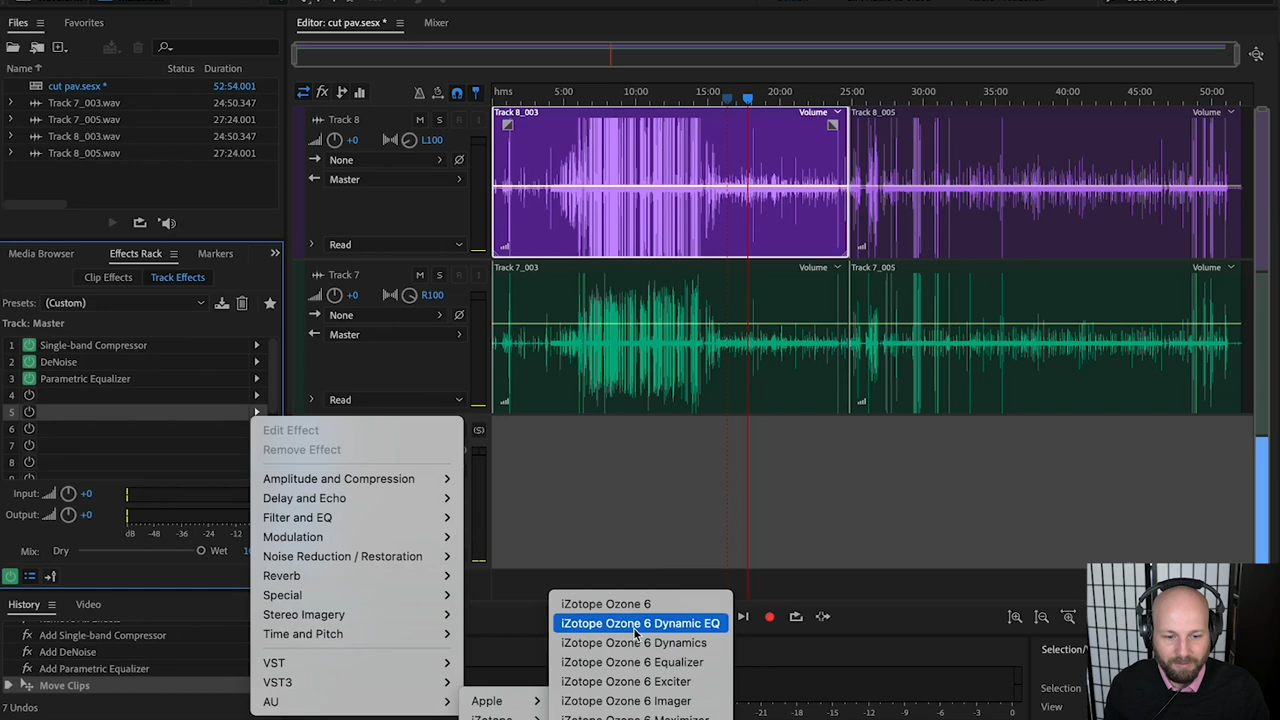 Files
Favorites
Editor: cut pav.sesx *
Mixer
Name
Status
Duration
cut pav.sesx *
52:54.001
Track 7_003.wav
24:50.347
Track 7_005.wav
27:24.001
Track 8_003.wav
24:50.347
Track 8_005.wav
27:24.001
hms
5:00
10:00
15:00
20:00
25:00
30:00
35:00
40:00
45:00
50:00
Track 8
M
S
R
I
+0
L100
None
Master
Read
Track 8_003
Volume
Track 8_005
Volume
Track 7
M
S
R
I
+0
R100
None
Master
Read
Track 7_003
Volume
Track 7_005
Volume
(S)
Media Browser
Effects Rack
Markers
Clip Effects
Track Effects
Presets:
(Custom)
Track: Master
1 Single-band Compressor
2 DeNoise
3 Parametric Equalizer
4
5
6
7
8
Input:
+0
Output:
+0
dB -48 -36 -24 -12
Mix:
Dry
Wet
History
Video
Add Single-band Compressor
Add DeNoise
Add Parametric Equalizer
Move Clips
7 Undos
Edit Effect
Remove Effect
Amplitude and Compression
Delay and Echo
Filter and EQ
Modulation
Noise Reduction / Restoration
Reverb
Special
Stereo Imagery
Time and Pitch
VST
VST3
AU
Apple
iZotope
iZotope Ozone 6
iZotope Ozone 6 Dynamic EQ
iZotope Ozone 6 Dynamics
iZotope Ozone 6 Equalizer
iZotope Ozone 6 Exciter
iZotope Ozone 6 Imager
iZotope Ozone 6 Maximizer
-21
-18
-15
-12
-9
-6
-3
0
Selection/
Selection
View